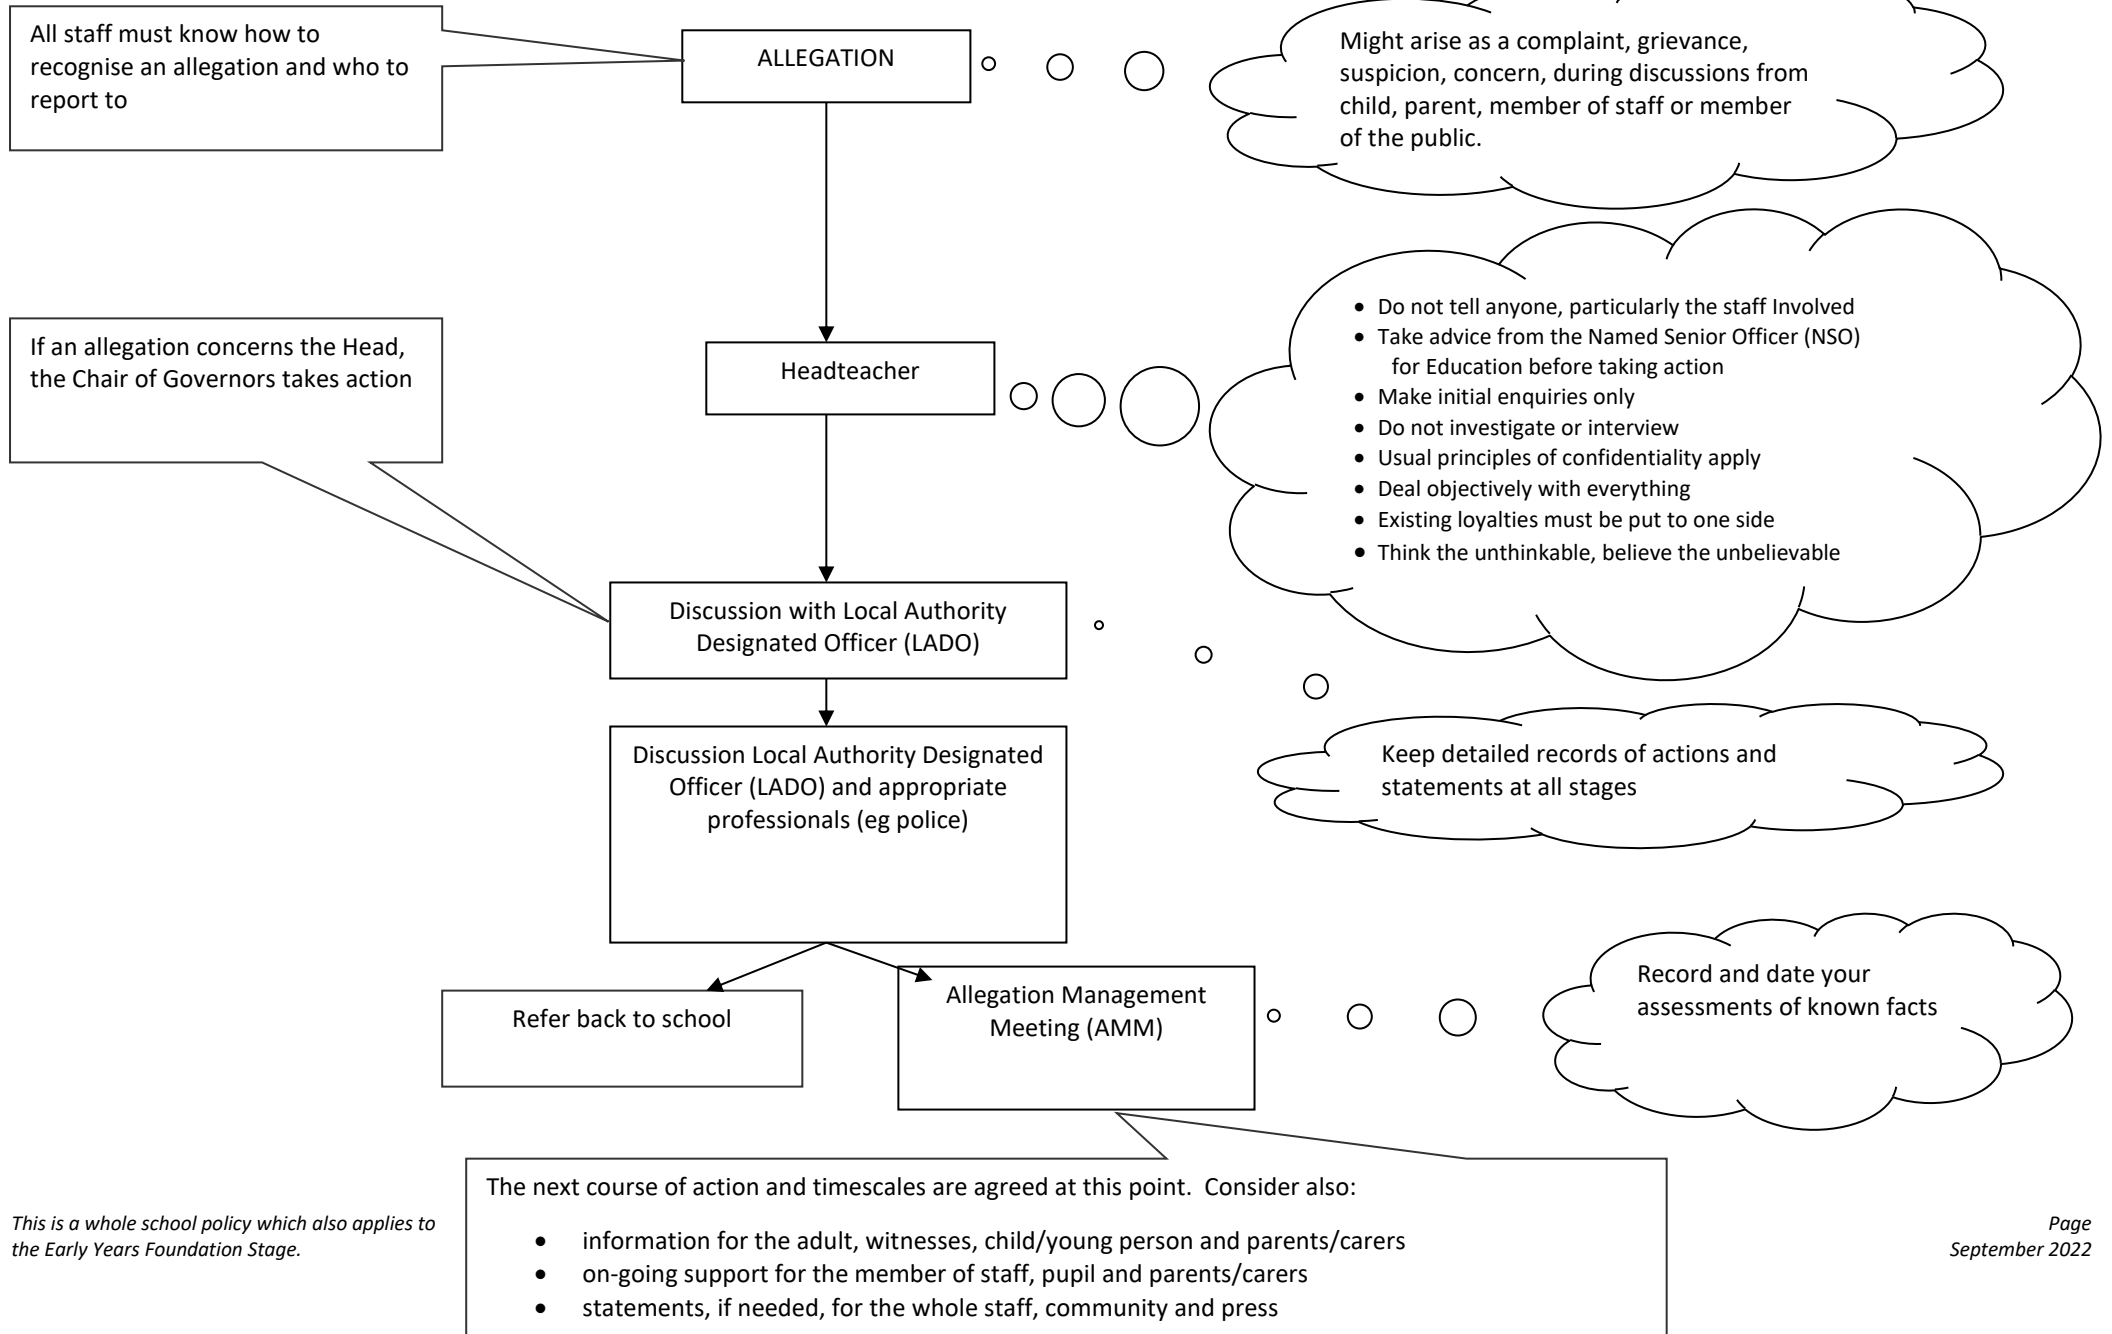 All staff must know how to
recognise an allegation and who to
report to
ALLEGATION
Might arise as a complaint, grievance,
suspicion, concern, during discussions from
child, parent, member of staff or member
of the public.
If an allegation concerns the Head,
the Chair of Governors takes action
Headteacher
• Do not tell anyone, particularly the staff Involved
• Take advice from the Named Senior Officer (NSO)
for Education before taking action
• Make initial enquiries only
• Do not investigate or interview
• Usual principles of confidentiality apply
• Deal objectively with everything
• Existing loyalties must be put to one side
• Think the unthinkable, believe the unbelievable
Discussion with Local Authority
Designated Officer (LADO)
Discussion Local Authority Designated
Officer (LADO) and appropriate
professionals (eg police)
Keep detailed records of actions and
statements at all stages
Refer back to school
Allegation Management
Meeting (AMM)
Record and date your
assessments of known facts
The next course of action and timescales are agreed at this point.  Consider also:
• information for the adult, witnesses, child/young person and parents/carers
• on-going support for the member of staff, pupil and parents/carers
• statements, if needed, for the whole staff, community and press
This is a whole school policy which also applies to
the Early Years Foundation Stage.
Page
September 2022